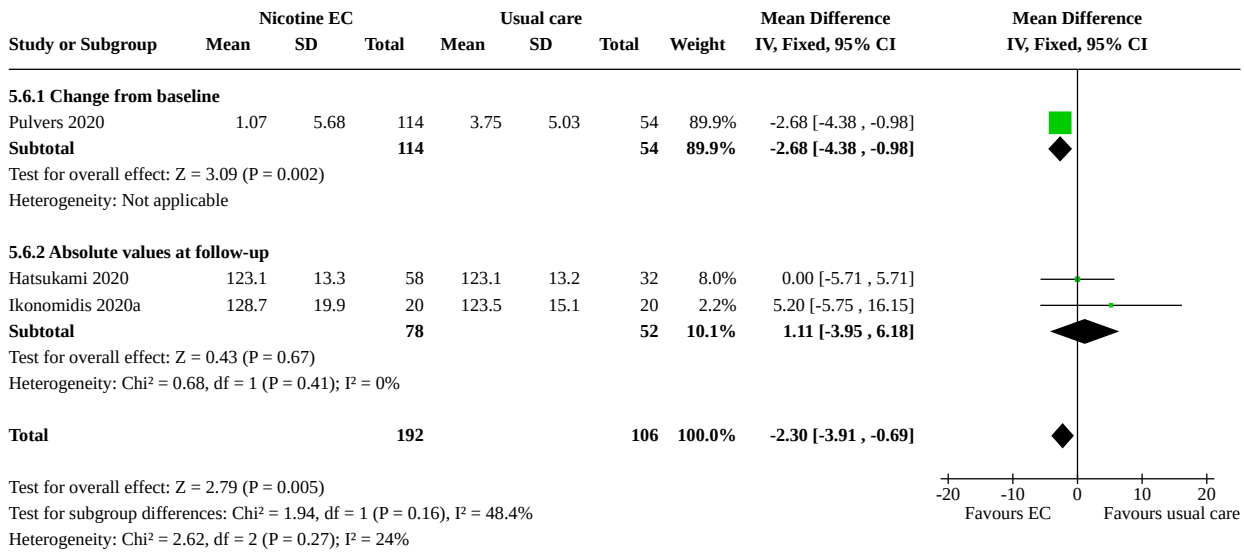 Nicotine EC Usual care Mean Difference Mean Difference
Study or Subgroup Mean SD Total Mean SD Total Weight IV, Fixed, 95% CI IV, Fixed, 95% CI
5.6.1 Change from baseline
Pulvers 2020 1.07 5.68 114 3.75 5.03 54 89.9% -2.68 [-4.38 , -0.98]
Subtotal 114 54 89.9% -2.68 [-4.38 , -0.98]
Test for overall effect: Z = 3.09 (P = 0.002)
Heterogeneity: Not applicable
5.6.2 Absolute values at follow-up
Hatsukami 2020 123.1 13.3 58 123.1 13.2 32 8.0% 0.00 [-5.71 , 5.71]
Ikonomidis 2020a 128.7 19.9 20 123.5 15.1 20 2.2% 5.20 [-5.75 , 16.15]
Subtotal 78 52 10.1% 1.11 [-3.95 , 6.18]
Test for overall effect: Z = 0.43 (P = 0.67)
Heterogeneity: Chi² = 0.68, df = 1 (P = 0.41); I² = 0%
Total 192 106 100.0% -2.30 [-3.91 , -0.69]
Test for overall effect: Z = 2.79 (P = 0.005)
Test for subgroup differences: Chi² = 1.94, df = 1 (P = 0.16), I² = 48.4%
Heterogeneity: Chi² = 2.62, df = 2 (P = 0.27); I² = 24%
-20 -10 0 10 20
Favours EC Favours usual care